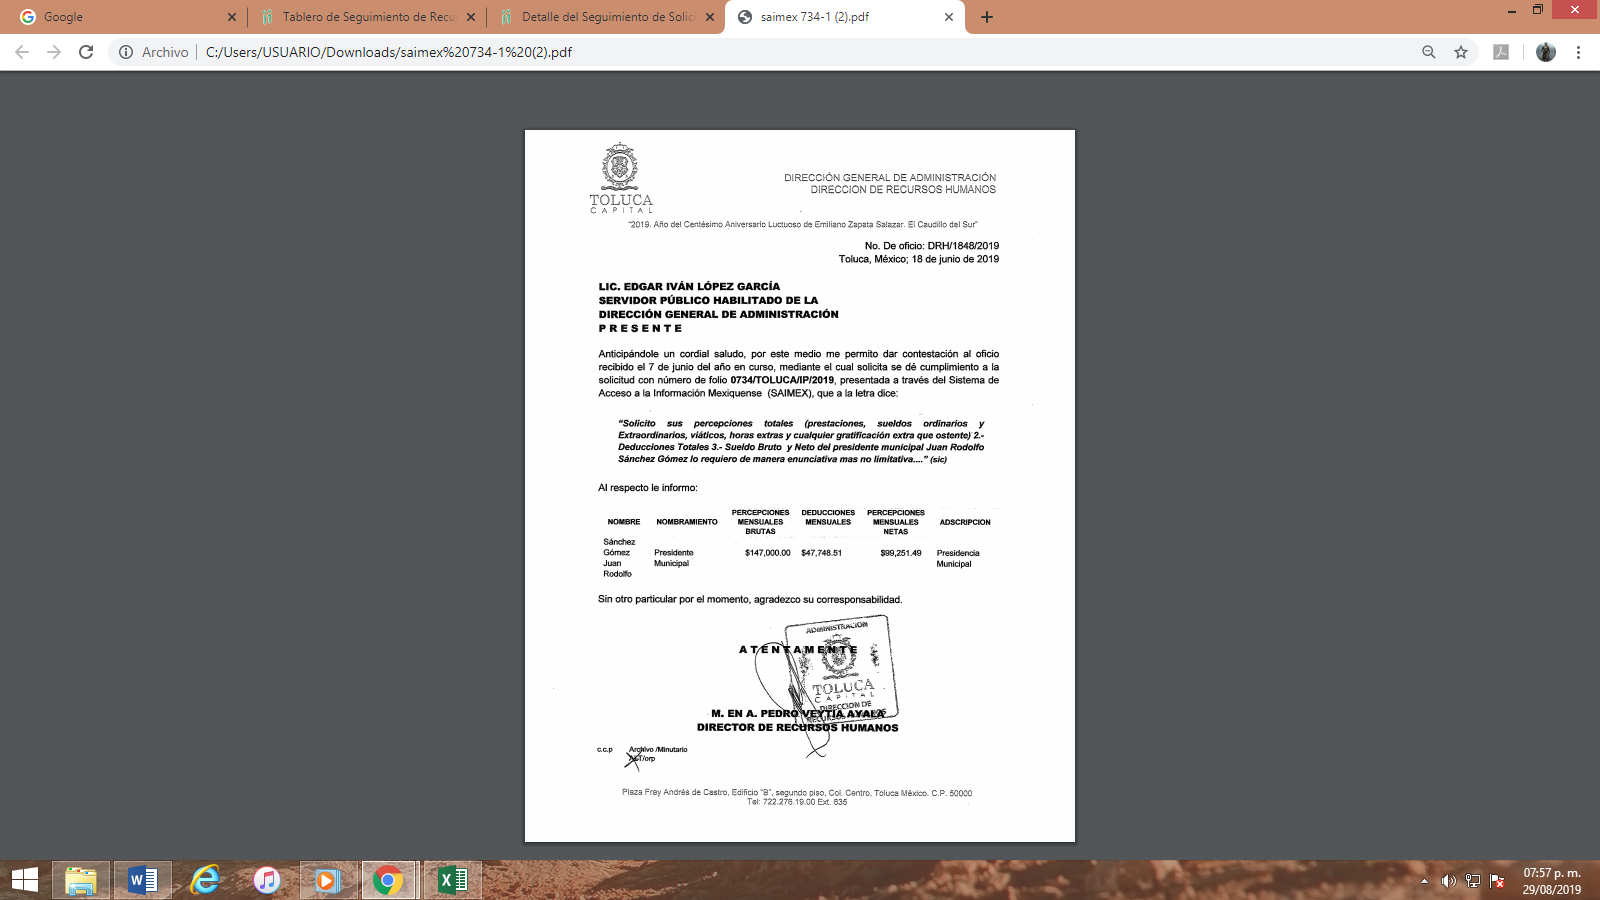 Google
Tablero de Seguimiento de Recu
Detalle del Seguimiento de Solic
saimex 734-1 (2).pdf
Archivo
C:/Users/USUARIO/Downloads/saimex%20734-1%20(2).pdf
TOLUCA
CAPITAL
DIRECCIÓN GENERAL DE ADMINISTRACIÓN
DIRECCION DE RECURSOS HUMANOS
"2019. Año del Centésimo Aniversario Luctuoso de Emiliano Zapata Salazar. El Caudillo del Sur"
No. De oficio: DRH/1848/2019
Toluca, México; 18 de junio de 2019
LIC. EDGAR IVÁN LÓPEZ GARCÍA
SERVIDOR PÚBLICO HABILITADO DE LA
DIRECCIÓN GENERAL DE ADMINISTRACIÓN
P R E S E N T E
Anticipándole un cordial saludo, por este medio me permito dar contestación al oficio
recibido el 7 de junio del año en curso, mediante el cual solicita se dé cumplimiento a la
solicitud con número de folio 0734/TOLUCA/IP/2019, presentada a través del Sistema de
Acceso a la Información Mexiquense (SAIMEX), que a la letra dice:
"Solicito sus percepciones totales (prestaciones, sueldos ordinarios y
Extraordinarios, viáticos, horas extras y cualquier gratificación extra que ostente) 2.-
Deducciones Totales 3.- Sueldo Bruto y Neto del presidente municipal Juan Rodolfo
Sánchez Gómez lo requiero de manera enunciativa mas no limitativa...." (sic)
Al respecto le informo:
NOMBRE NOMBRAMIENTO PERCEPCIONES MENSUALES BRUTAS DEDUCCIONES MENSUALES PERCEPCIONES MENSUALES NETAS ADSCRIPCION
Sánchez Gómez Juan Rodolfo Presidente Municipal $147,000.00 $47,748.51 $99,251.49 Presidencia Municipal
Sin otro particular por el momento, agradezco su corresponsabilidad.
A T E N T A M E N T E
ADMINISTRACIÓN
TOLUCA
CAPITAL
DIRECCION DE
RECURSOS HUMANOS
M. EN A. PEDRO VEYTIA AYALA
DIRECTOR DE RECURSOS HUMANOS
c.c.p Archivo /Minutario
/orp
Plaza Fray Andrés de Castro, Edificio "B", segundo piso, Col. Centro, Toluca México. C.P. 50000
Tel: 722.276.19.00 Ext. 635
07:57 p. m.
29/08/2019